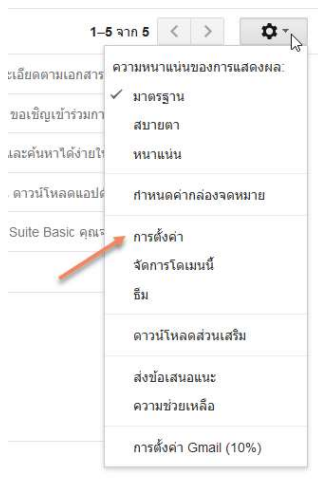 1–5 จาก 5
ความหนาแน่นของการแสดงผล:
ะเอียดตามเอกสาร
มาตรฐาน
ขอเชิญเข้าร่วมกา
สบายตา
และค้นหาได้ง่ายใ
หนาแน่น
ดาวน์โหลดแอปด์
กำหนดค่ากล่องจดหมาย
Suite Basic คุณจ
การตั้งค่า
จัดการโดเมนนี้
ธีม
ดาวน์โหลดส่วนเสริม
ส่งข้อเสนอแนะ
ความช่วยเหลือ
การตั้งค่า Gmail (10%)